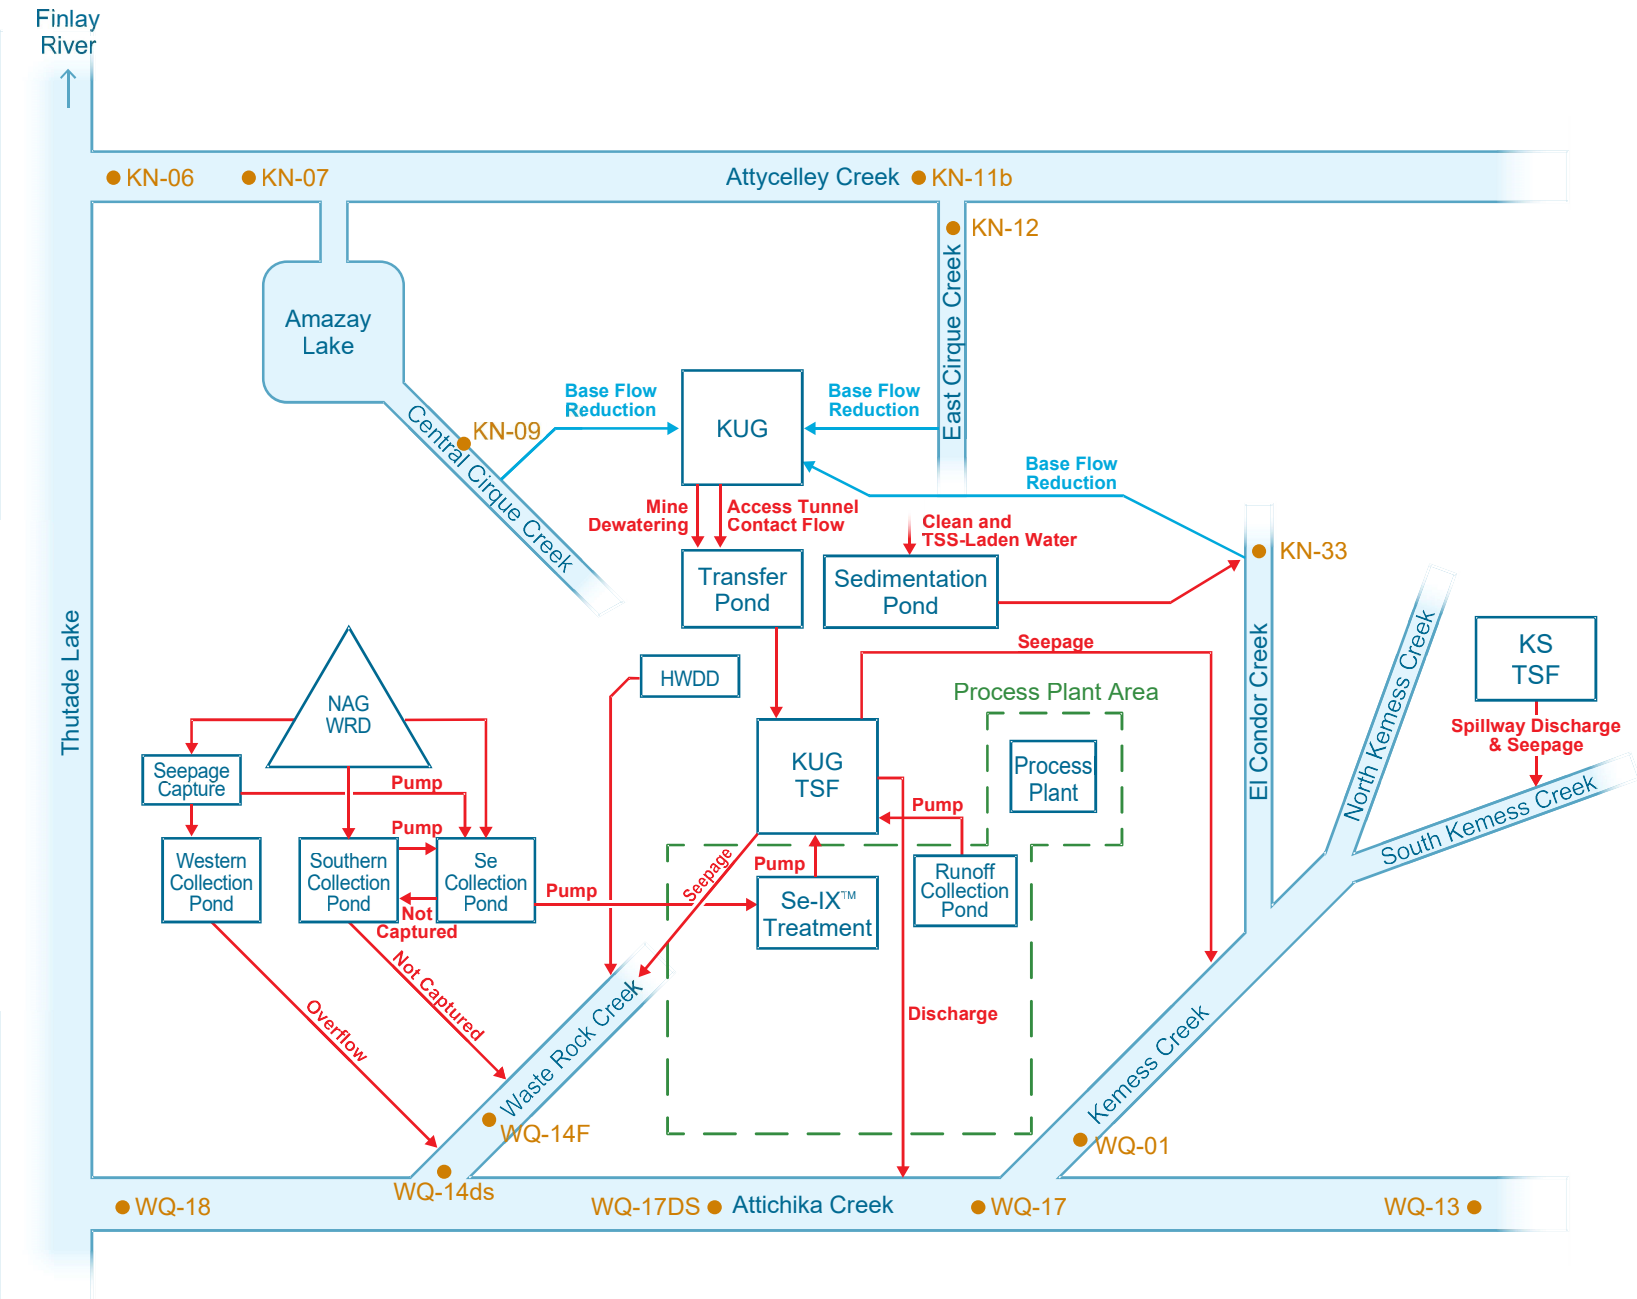 Finlay
River
KN-06
KN-07
Attycelley Creek
KN-11b
KN-12
East Cirque Creek
Amazay
Lake
Central Cirque Creek
KN-09
Base Flow
Reduction
KUG
Base Flow
Reduction
Base Flow
Reduction
Mine
Dewatering
Access Tunnel
Contact Flow
Clean and
TSS-Laden Water
KN-33
Transfer
Pond
Sedimentation
Pond
Thutade Lake
El Condor Creek
North Kemess Creek
KS
TSF
Spillway Discharge
& Seepage
South Kemess Creek
Seepage
HWDD
Process Plant Area
NAG
WRD
KUG
TSF
Process
Plant
Seepage
Capture
Pump
Pump
Pump
Western
Collection
Pond
Southern
Collection
Pond
Se
Collection
Pond
Not
Captured
Pump
Seepage
Pump
Se-IX™
Treatment
Runoff
Collection
Pond
Overflow
Not Captured
Waste Rock Creek
Discharge
Kemess Creek
WQ-14F
WQ-01
WQ-14ds
WQ-18
WQ-17DS
Attichika Creek
WQ-17
WQ-13